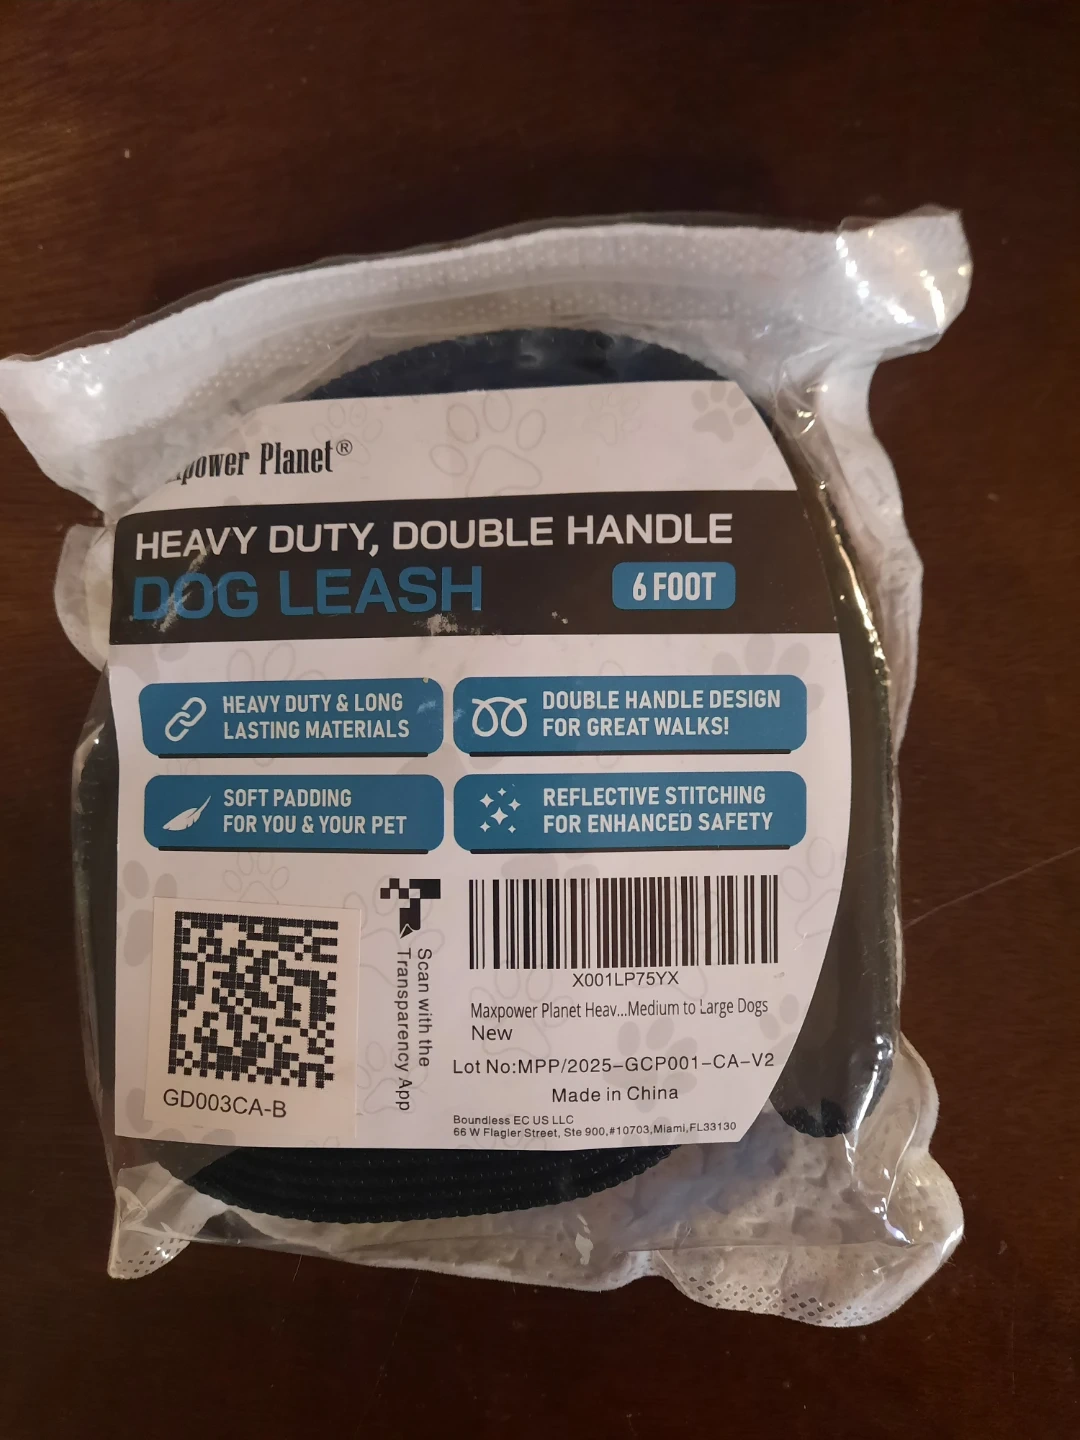 power Planet®
HEAVY DUTY, DOUBLE HANDLE
DOG LEASH
6 FOOT
HEAVY DUTY & LONG
LASTING MATERIALS
DOUBLE HANDLE DESIGN
FOR GREAT WALKS!
SOFT PADDING
FOR YOU & YOUR PET
REFLECTIVE STITCHING
FOR ENHANCED SAFETY
GD003CA-B
Scan with the
Transparency App
X001LP75YX
Maxpower Planet Heav...Medium to Large Dogs
New
Lot No:MPP/2025-GCP001-CA-V2
Made in China
Boundless EC US LLC
66 W Flagler Street, Ste 900,#10703,Miami,FL33130